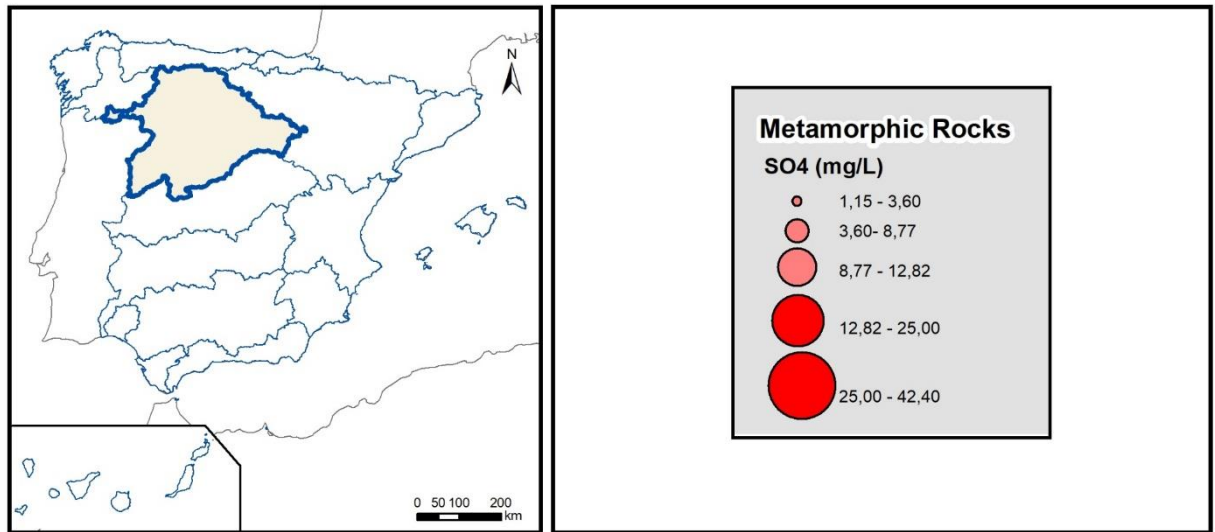 N
0 50 100 200
km
Metamorphic Rocks
SO4 (mg/L)
1,15 - 3,60
3,60- 8,77
8,77 - 12,82
12,82 - 25,00
25,00 - 42,40